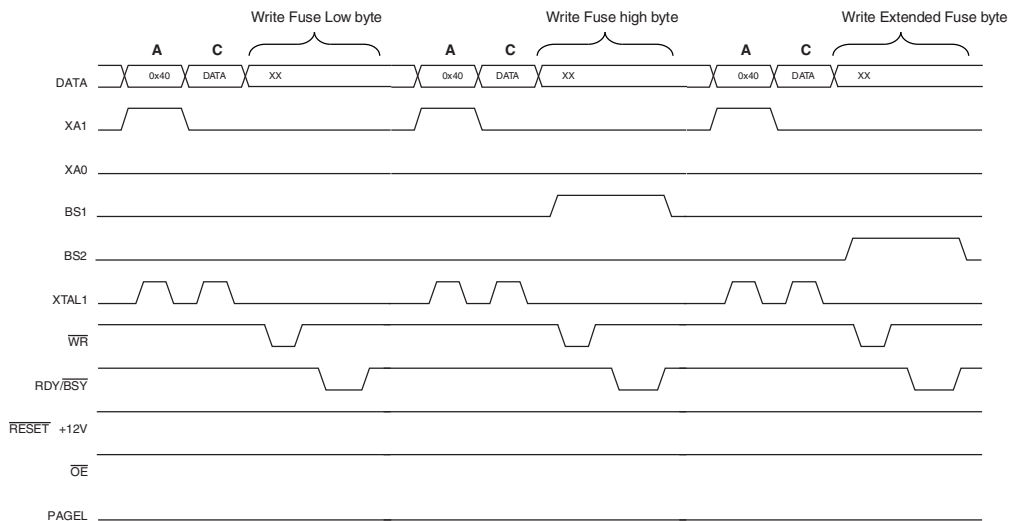 Write Fuse Low byte Write Fuse high byte Write Extended Fuse byte
A C A C A C
DATA 0x40 DATA XX 0x40 DATA XX 0x40 DATA XX
XA1
XA0
BS1
BS2
XTAL1
WR
RDY/BSY
RESET +12V
OE
PAGEL